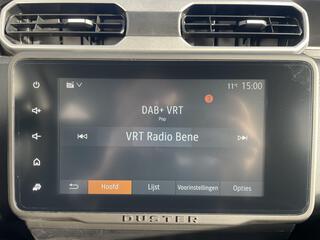 11° 15:00
DAB+ VRT
Pop
VRT Radio Bene
Hoofd Lijst Voorinstellingen Opties
DUSTER